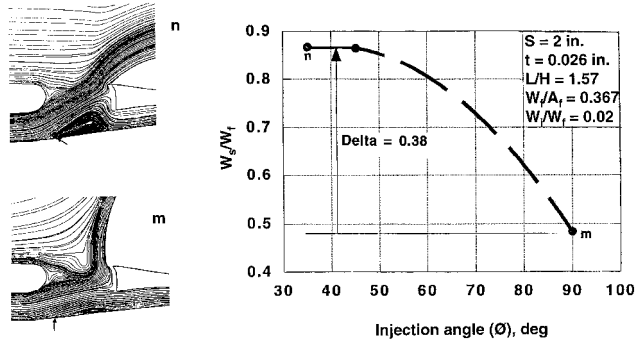 n
m
0.9
0.8
0.7
0.6
0.5
0.4
W_s/W_f
30 40 50 60 70 80 90 100
Injection angle (Ø), deg
n
Delta = 0.38
m
S = 2 in.
t = 0.026 in.
L/H = 1.57
W_f/A_f = 0.367
W_j/W_f = 0.02